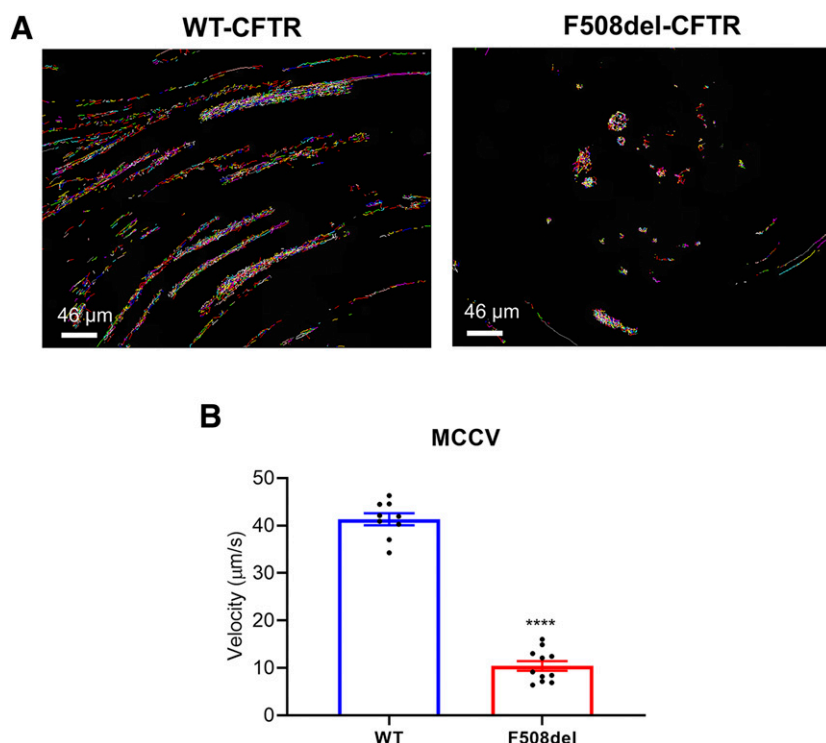 A
WT-CFTR
F508del-CFTR
46 μm
46 μm
B
MCCV
Velocity (μm/s)
50
40
30
20
10
0
****
WT
F508del